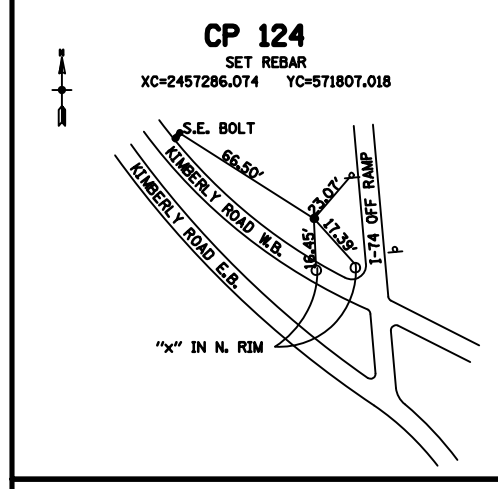 CP 124
SET REBAR
XC=2457286.074 YC=571807.018
N
S.E. BOLT
66.50'
23.07'
17.39'
16.45'
I-74 OFF RAMP
KIMBERLY ROAD W.B.
KIMBERLY ROAD E.B.
"x" IN N. RIM